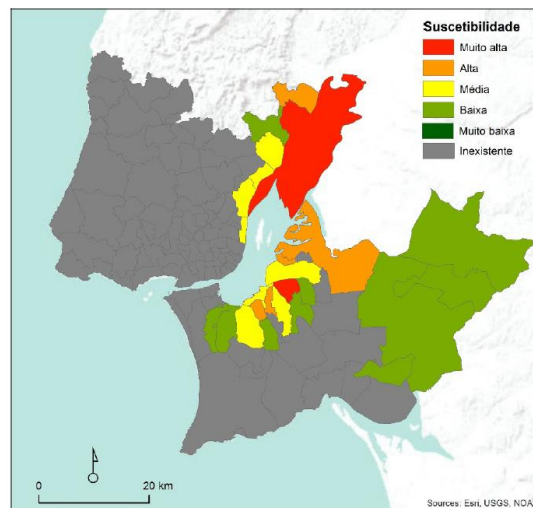 Suscetibilidade
Muito alta
Alta
Média
Baixa
Muito baixa
Inexistente
0 20 km
Sources: Esri, USGS, NOA